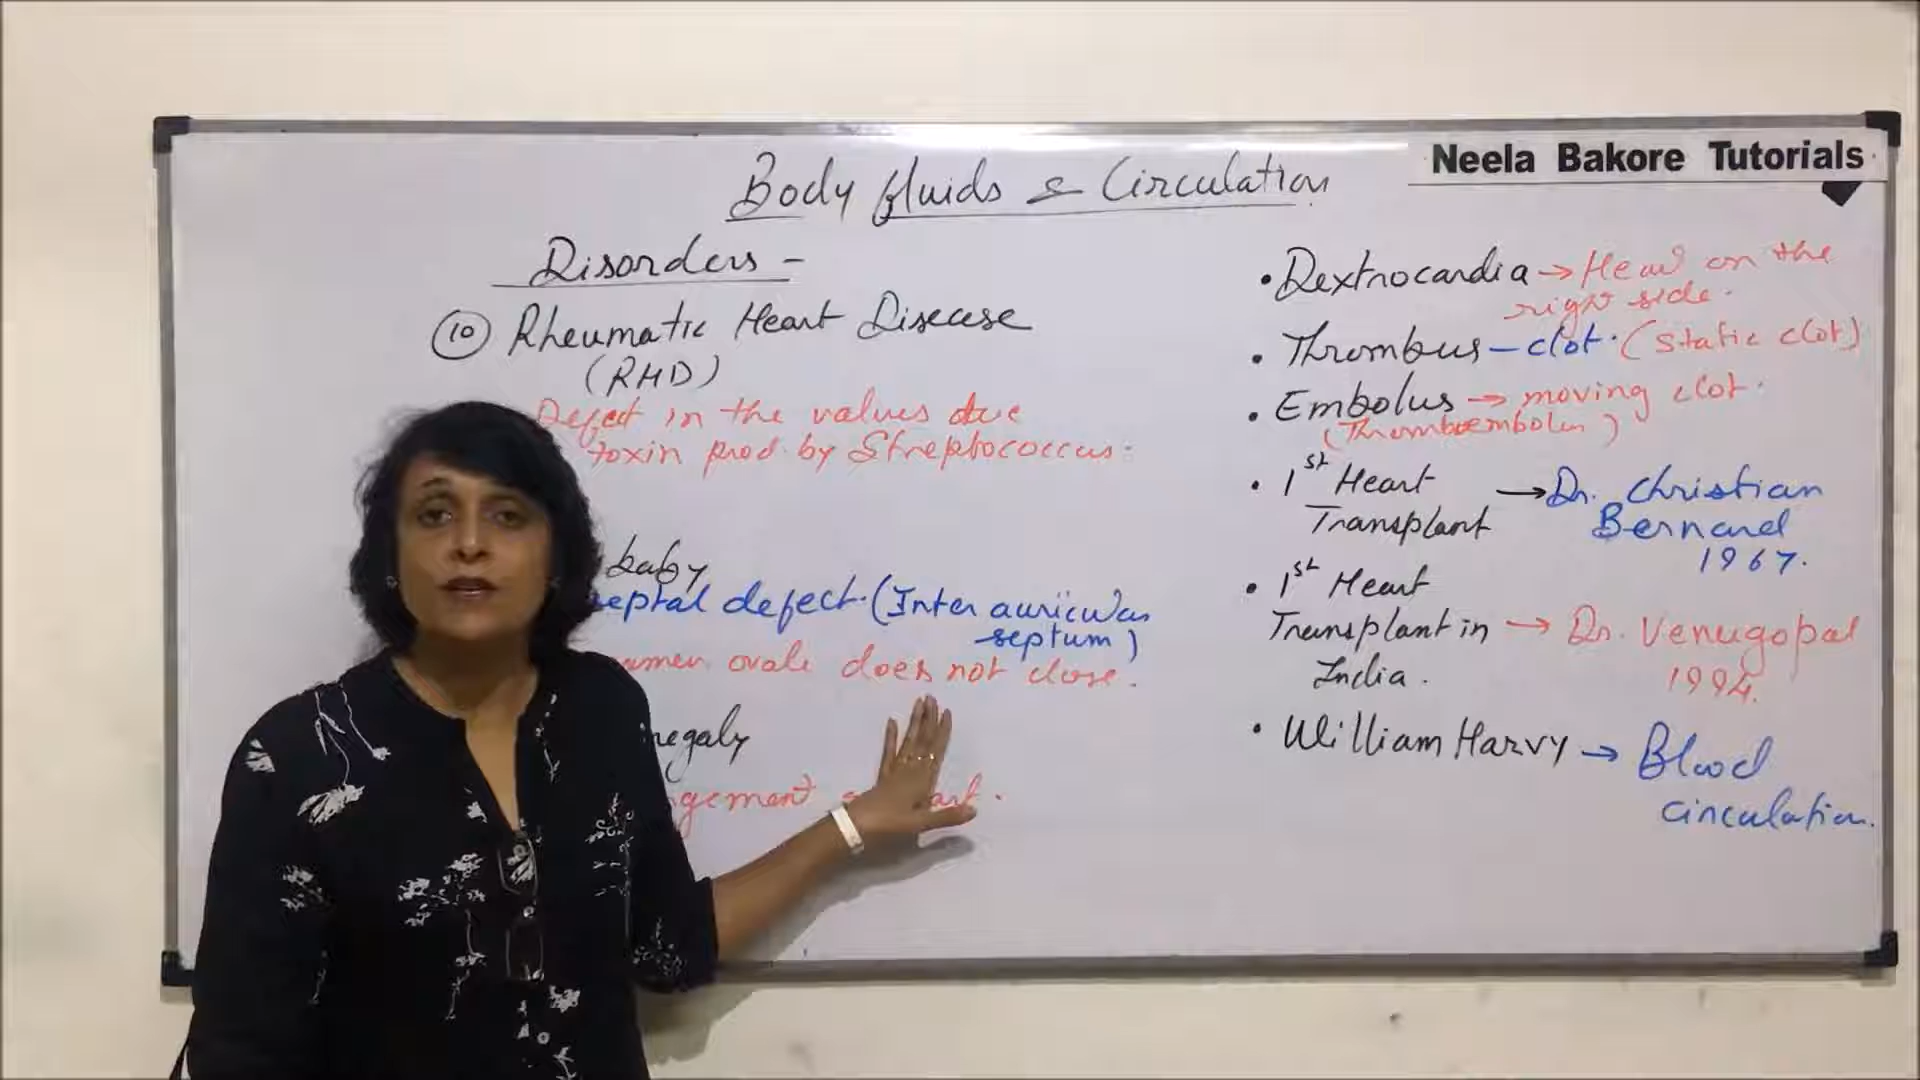 Neela Bakore Tutorials
Body fluids & Circulation
Disorders -
⑩ Rheumatic Heart Disease
(RHD)
Defect in the valves due
toxin prod. by Streptococcus.
baby
septal defect. (Inter auricular
septum)
ovale does not close.
megaly
gement
• Dextrocardia → Heart on the
right side.
• Thrombus – clot. (static clot)
• Embolus → moving clot.
(Thromboembolus)
• 1st Heart
Transplant → Dr. Christian
Bernard
1967.
• 1st Heart
Transplant in → Dr. Venugopal
India. 1994.
• William Harvy → Blood
circulation.